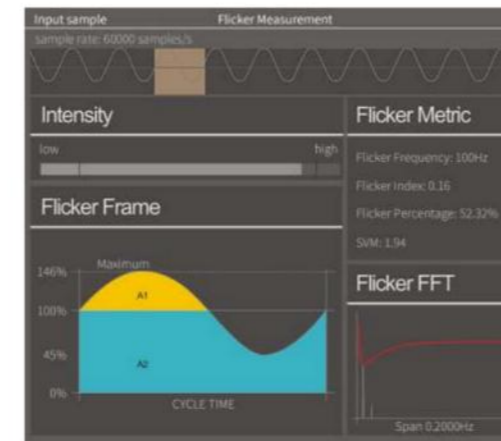 Input sample
Flicker Measurement
sample rate: 60000 samples/s
Intensity
low
high
Flicker Frame
Maximum
146%
A1
100%
45%
A2
0%
CYCLE TIME
Flicker Metric
Flicker Frequency: 100Hz
Flicker Index: 0.16
Flicker Percentage: 52.32%
SVM: 1.94
Flicker FFT
Span 0.2000Hz